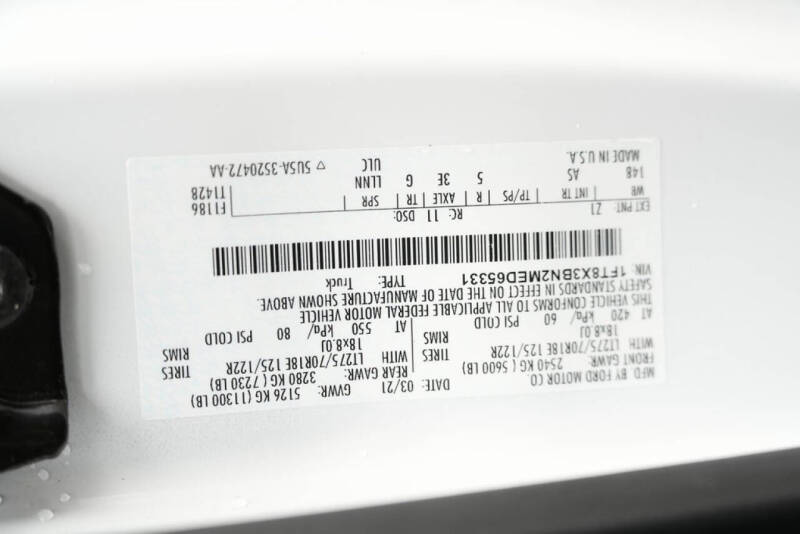 MFD. BY FORD MOTOR CO.
DATE: 03/21 GVWR: 5126 KG (11300 LB)
FRONT GAWR: 2540 KG (5600 LB) REAR GAWR: 3280 KG (7230 LB)
LT275/70R18E 125/122R TIRES WITH LT275/70R18E 125/122R TIRES
18x8.0J RIMS 18x8.0J RIMS
AT 420 kPa/ 60 PSI COLD AT 550 kPa/ 80 PSI COLD
THIS VEHICLE CONFORMS TO ALL APPLICABLE FEDERAL MOTOR VEHICLE
SAFETY STANDARDS IN EFFECT ON THE DATE OF MANUFACTURE SHOWN ABOVE.
VIN: 1FT8X3BN2MED65331 TYPE: Truck
EXT PNT: Z1 RC: 11 DSO: F1186
WB INT TR TP/PS R AXLE TR SPR T1428
148 AS 5 3E G LLNN
ULC
MADE IN U.S.A. ▽ 5U5A-3520472-AA